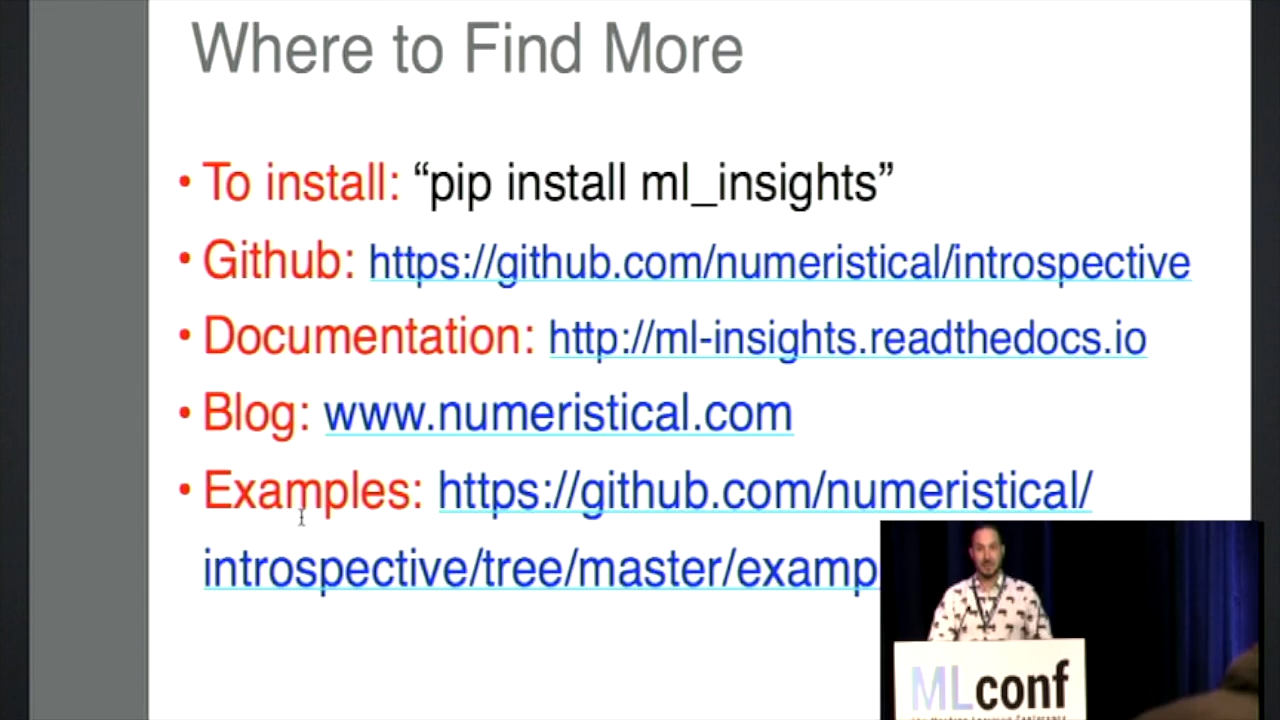 Where to Find More
• To install: “pip install ml_insights”
• Github: https://github.com/numeristical/introspective
• Documentation: http://ml-insights.readthedocs.io
• Blog: www.numeristical.com
• Examples: https://github.com/numeristical/
introspective/tree/master/examp
MLconf